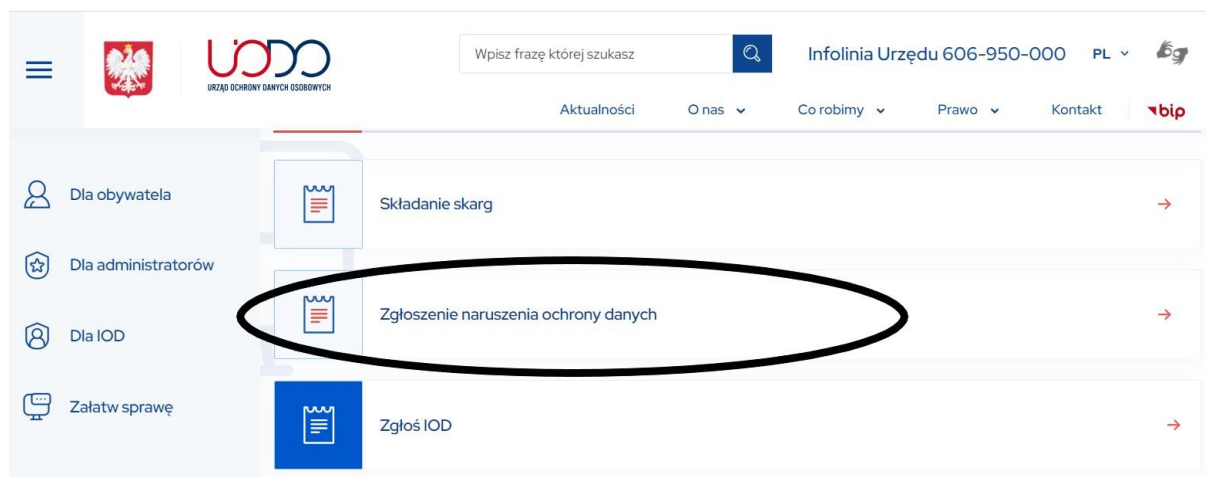 UODO
URZĄD OCHRONY DANYCH OSOBOWYCH
Wpisz frazę której szukasz
Infolinia Urzędu 606-950-000
PL
Aktualności
O nas
Co robimy
Prawo
Kontakt
bip
Dla obywatela
Dla administratorów
Dla IOD
Załatw sprawę
Składanie skarg
Zgłoszenie naruszenia ochrony danych
Zgłoś IOD